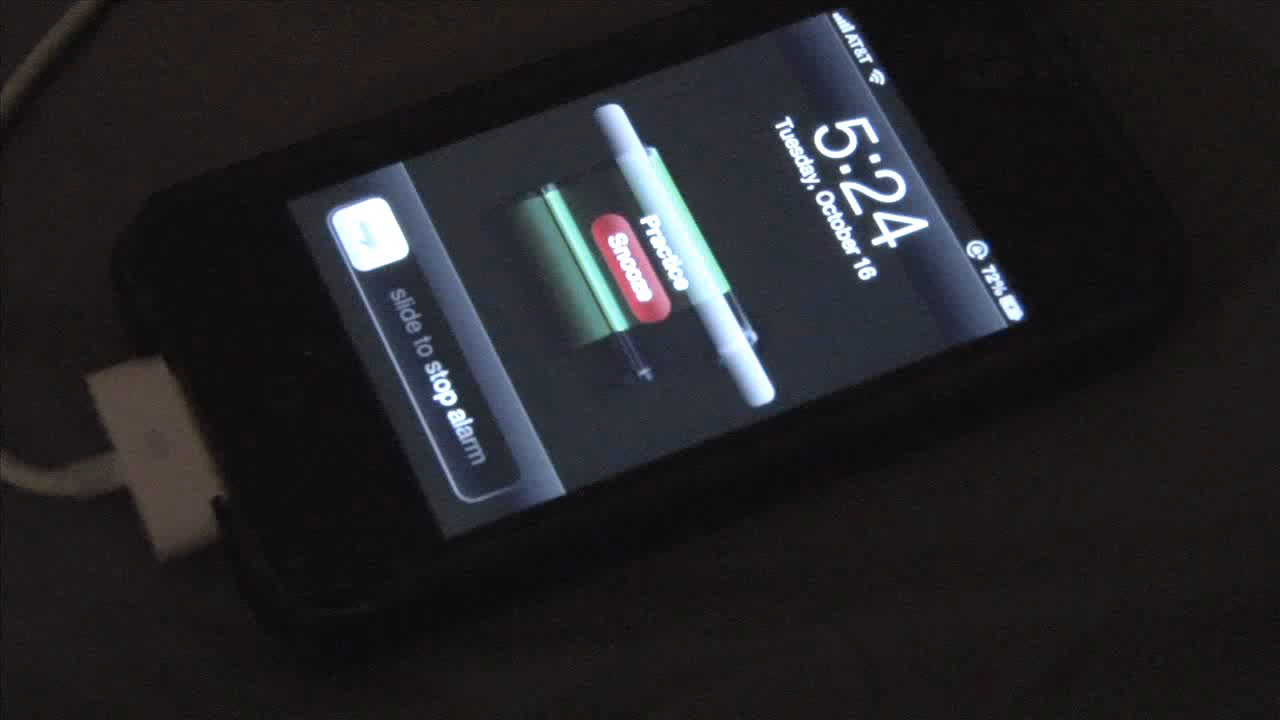 AT&T 72%
5:24
Tuesday, October 16
Practice
Snooze
slide to stop alarm